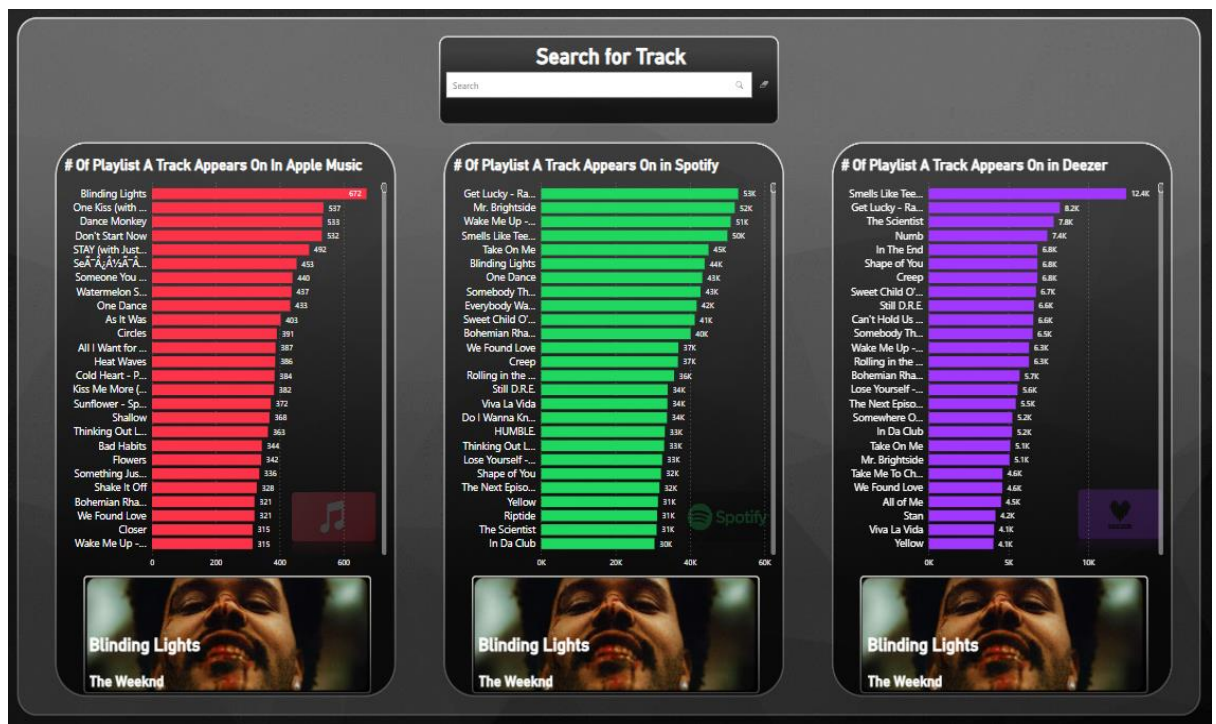 Search for Track
Search
# Of Playlist A Track Appears On In Apple Music
Blinding Lights 672
One Kiss (with ... 537
Dance Monkey 533
Don't Start Now 532
STAY (with Just... 492
SeÃ¯Â¿Â½Ã¯Â... 453
Someone You ... 440
Watermelon S... 437
One Dance 433
As It Was 403
Circles 391
All I Want for ... 387
Heat Waves 386
Cold Heart - P... 384
Kiss Me More (... 382
Sunflower - Sp... 372
Shallow 368
Thinking Out L... 363
Bad Habits 344
Flowers 342
Something Jus... 336
Shake It Off 328
Bohemian Rha... 321
We Found Love 321
Closer 315
Wake Me Up -... 315
0 200 400 600
Blinding Lights
The Weeknd
# Of Playlist A Track Appears On in Spotify
Get Lucky - Ra... 53K
Mr. Brightside 52K
Wake Me Up -... 51K
Smells Like Tee... 50K
Take On Me 45K
Blinding Lights 44K
One Dance 43K
Somebody Th... 43K
Everybody Wa... 42K
Sweet Child O'... 41K
Bohemian Rha... 40K
We Found Love 37K
Creep 37K
Rolling in the ... 36K
Still D.R.E. 34K
Viva La Vida 34K
Do I Wanna Kn... 34K
HUMBLE. 33K
Thinking Out L... 33K
Lose Yourself -... 33K
Shape of You 32K
The Next Episo... 32K
Yellow 31K
Riptide 31K
The Scientist 31K
In Da Club 30K
Spotify
0K 20K 40K 60K
Blinding Lights
The Weeknd
# Of Playlist A Track Appears On in Deezer
Smells Like Tee... 12.4K
Get Lucky - Ra... 8.2K
The Scientist 7.8K
Numb 7.4K
In The End 6.8K
Shape of You 6.8K
Creep 6.8K
Sweet Child O'... 6.7K
Still D.R.E. 6.6K
Can't Hold Us ... 6.6K
Somebody Th... 6.5K
Wake Me Up -... 6.3K
Rolling in the ... 6.3K
Bohemian Rha... 5.7K
Lose Yourself -... 5.6K
The Next Episo... 5.5K
Somewhere O... 5.2K
In Da Club 5.2K
Take On Me 5.1K
Mr. Brightside 5.1K
Take Me To Ch... 4.6K
We Found Love 4.6K
All of Me 4.5K
Stan 4.2K
Viva La Vida 4.1K
Yellow 4.1K
0K 5K 10K
Blinding Lights
The Weeknd